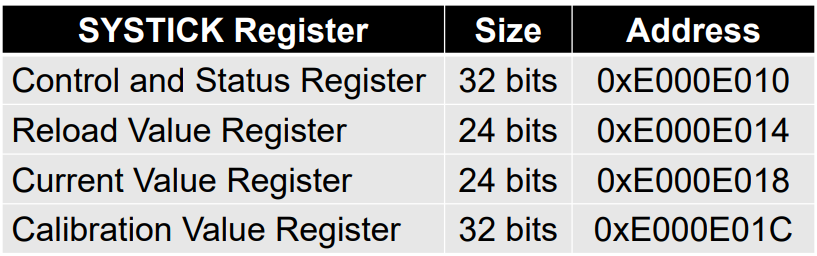 SYSTICK Register Size Address
Control and Status Register 32 bits 0xE000E010
Reload Value Register 24 bits 0xE000E014
Current Value Register 24 bits 0xE000E018
Calibration Value Register 32 bits 0xE000E01C